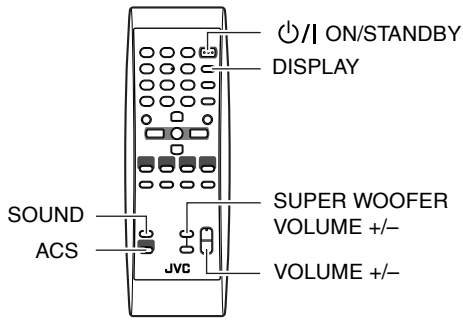 ⏻/| ON/STANDBY
DISPLAY
SOUND
ACS
SUPER WOOFER
VOLUME +/–
VOLUME +/–
JVC